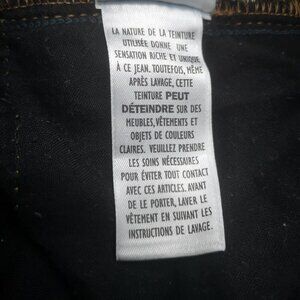 LA NATURE DE LA TEINTURE
UTILISÉE DONNE UNE
SENSATION RICHE ET UNIQUE
À CE JEAN. TOUTEFOIS, MÊME
APRÈS LAVAGE, CETTE
TEINTURE PEUT
DÉTEINDRE SUR DES
MEUBLES, VÊTEMENTS ET
OBJETS DE COULEURS
CLAIRES. VEUILLEZ PRENDRE
LES SOINS NÉCESSAIRES
POUR ÉVITER TOUT CONTACT
AVEC CES ARTICLES. AVANT
DE LE PORTER, LAVER LE
VÊTEMENT EN SUIVANT LES
INSTRUCTIONS DE LAVAGE.